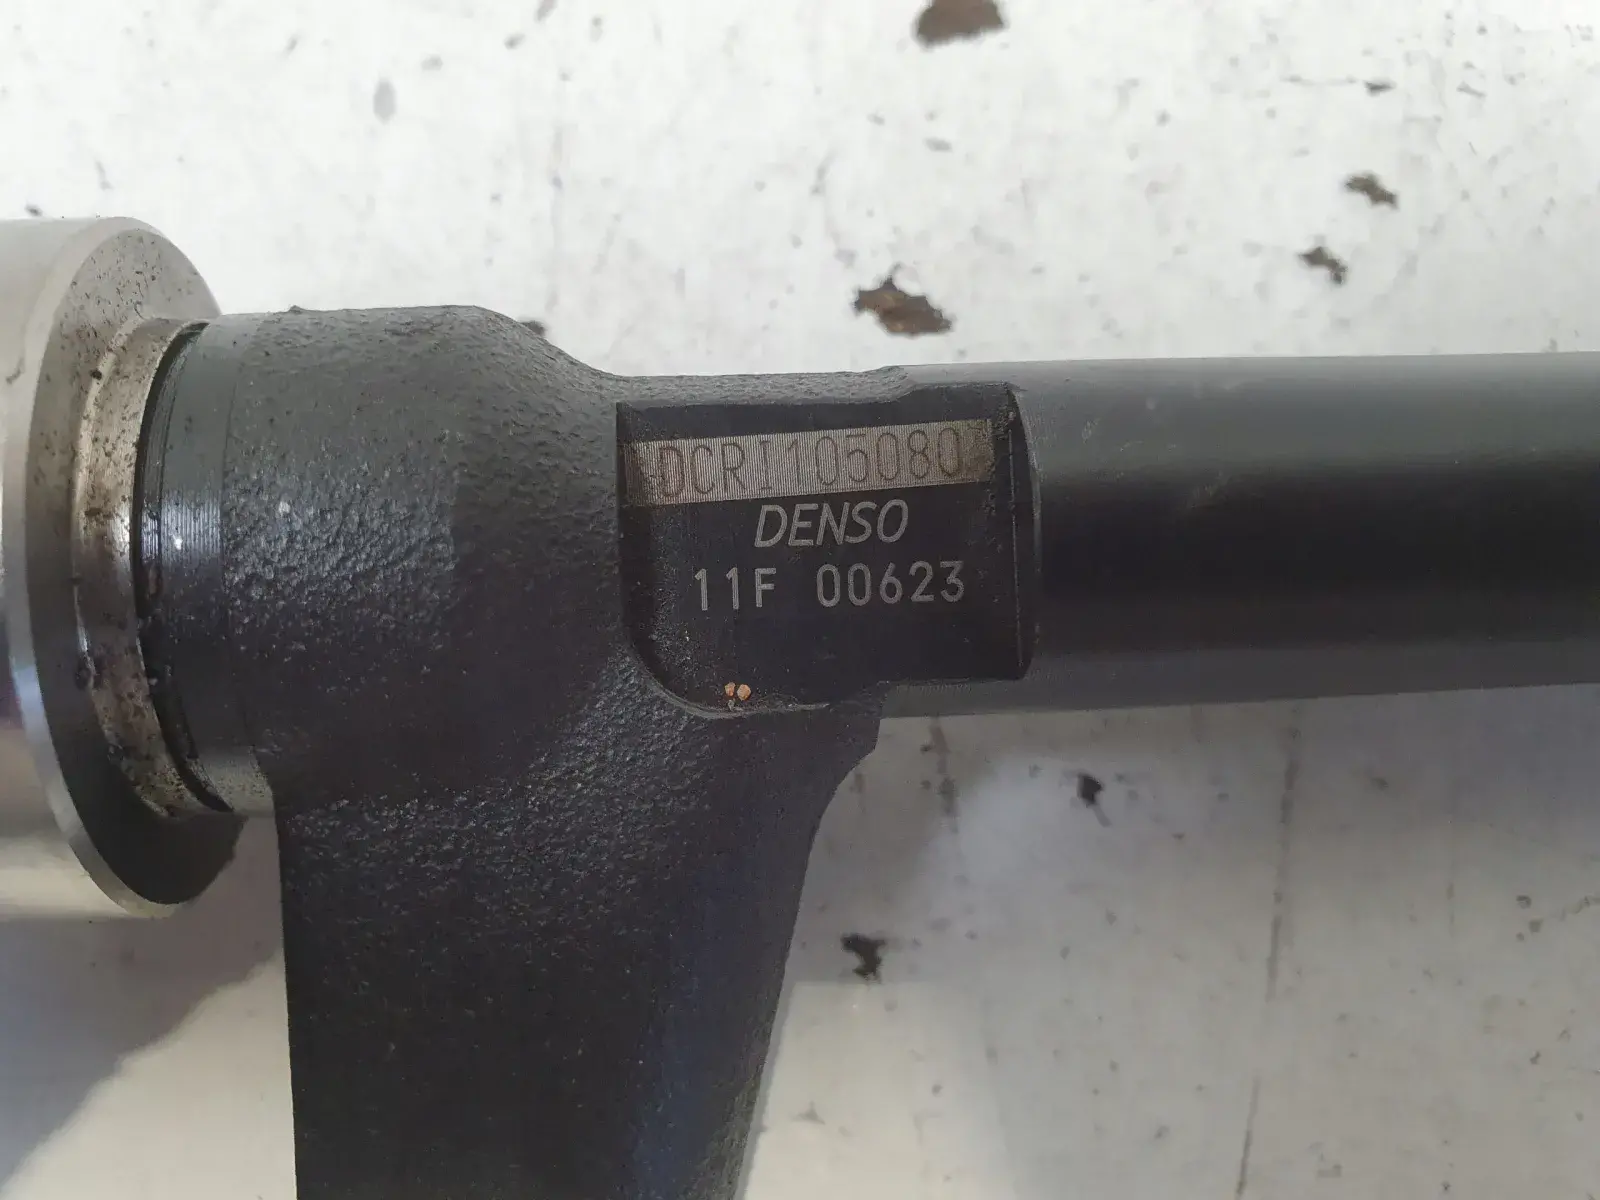 DCRI105080
DENSO
11F 00623